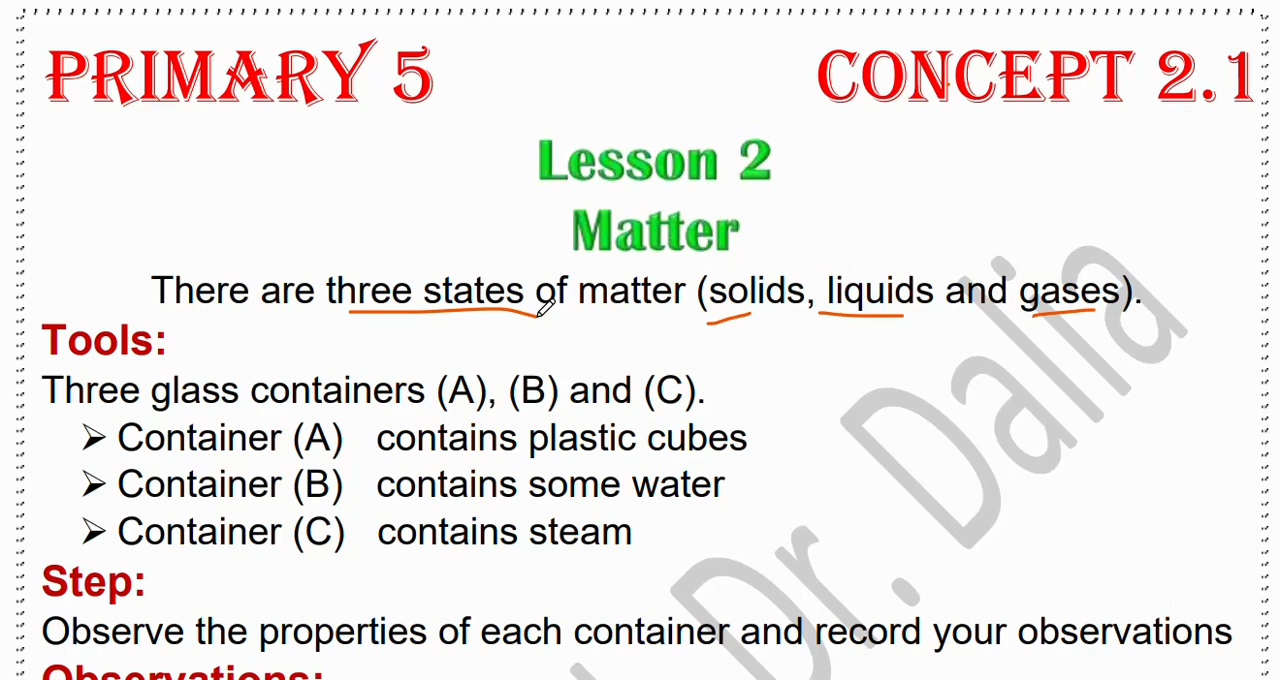 PRIMARY 5 CONCEPT 2.1
Lesson 2
Matter
There are three states of matter (solids, liquids and gases).
Tools:
Three glass containers (A), (B) and (C).
➢ Container (A) contains plastic cubes
➢ Container (B) contains some water
➢ Container (C) contains steam
Step:
Observe the properties of each container and record your observations
Observations:
Dr. Dalia